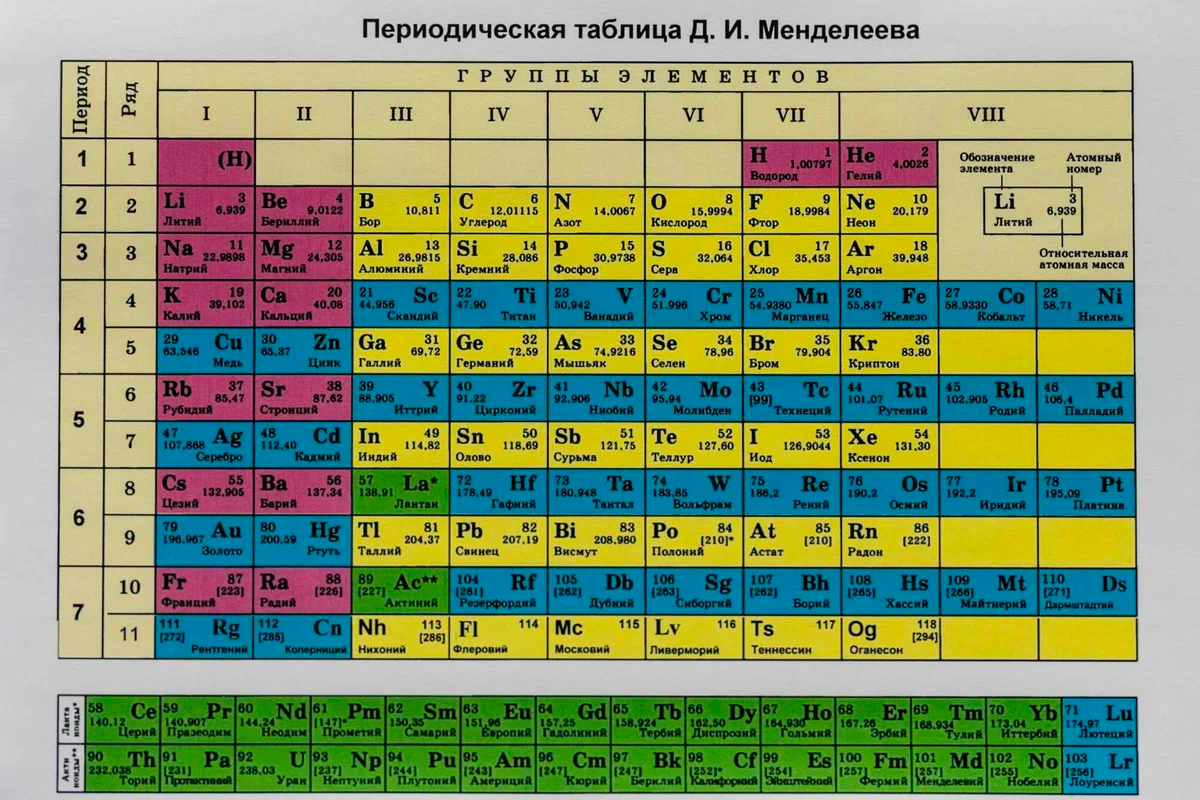 Периодическая таблица Д. И. Менделеева
Период Ряд ГРУППЫ ЭЛЕМЕНТОВ
I II III IV V VI VII VIII
1 1 (H) H 1 1,00797 Водород He 2 4,0026 Гелий
Обозначение элемента Атомный номер
Li 3 6,939 Литий
Относительная атомная масса
2 2 Li 3 6,939 Литий Be 4 9,0122 Бериллий B 5 10,811 Бор C 6 12,01115 Углерод N 7 14,0067 Азот O 8 15,9994 Кислород F 9 18,9984 Фтор Ne 10 20,179 Неон
3 3 Na 11 22,9898 Натрий Mg 12 24,305 Магний Al 13 26,9815 Алюминий Si 14 28,086 Кремний P 15 30,9738 Фосфор S 16 32,064 Сера Cl 17 35,453 Хлор Ar 18 39,948 Аргон
4 4 K 19 39,102 Калий Ca 20 40,08 Кальций 21 Sc 44,956 Скандий 22 Ti 47,90 Титан 23 V 50,942 Ванадий 24 Cr 51,996 Хром 25 Mn 54,9380 Марганец 26 Fe 55,847 Железо 27 Co 58,9330 Кобальт 28 Ni 58,71 Никель
5 29 Cu 63,546 Медь 30 Zn 65,37 Цинк Ga 31 69,72 Галлий Ge 32 72,59 Германий As 33 74,9216 Мышьяк Se 34 78,96 Селен Br 35 79,904 Бром Kr 36 83,80 Криптон
5 6 Rb 37 85,47 Рубидий Sr 38 87,62 Стронций 39 Y 88,905 Иттрий 40 Zr 91,22 Цирконий 41 Nb 92,906 Ниобий 42 Mo 95,94 Молибден 43 Tc [99] Технеций 44 Ru 101,07 Рутений 45 Rh 102,905 Родий 46 Pd 106,4 Палладий
7 47 Ag 107,868 Серебро 48 Cd 112,40 Кадмий In 49 114,82 Индий Sn 50 118,69 Олово Sb 51 121,75 Сурьма Te 52 127,60 Теллур I 53 126,9044 Иод Xe 54 131,30 Ксенон
6 8 Cs 55 132,905 Цезий Ba 56 137,34 Барий 57 La* 138,91 Лантан 72 Hf 178,49 Гафний 73 Ta 180,948 Тантал 74 W 183,85 Вольфрам 75 Re 186,2 Рений 76 Os 190,2 Осмий 77 Ir 192,2 Иридий 78 Pt 195,09 Платина
9 79 Au 196,967 Золото 80 Hg 200,59 Ртуть Tl 81 204,37 Таллий Pb 82 207,19 Свинец Bi 83 208,980 Висмут Po 84 [210]* Полоний At 85 [210] Астат Rn 86 [222] Радон
7 10 Fr 87 [223] Франций Ra 88 [226] Радий 89 Ac** [227] Актиний 104 Rf [261] Резерфордий 105 Db [262] Дубний 106 Sg [263] Сиборгий 107 Bh [262] Борий 108 Hs [265] Хассий 109 Mt [266] Майтнерий 110 Ds [271] Дармштадтий
11 111 Rg [272] Рентгений 112 Cn [285] Коперниций Nh 113 [286] Нихоний Fl 114 Флеровий Mc 115 Московий Lv 116 Ливерморий Ts 117 Теннессин Og 118 [294] Оганесон
Ланта ноиды* 58 Ce 140,12 Церий 59 Pr 140,907 Празеодим 60 Nd 144,24 Неодим 61 Pm [147]* Прометий 62 Sm 150,35 Самарий 63 Eu 151,96 Европий 64 Gd 157,25 Гадолиний 65 Tb 158,924 Тербий 66 Dy 162,50 Диспрозий 67 Ho 164,930 Гольмий 68 Er 167,26 Эрбий 69 Tm 168,934 Тулий 70 Yb 173,04 Иттербий 71 Lu 174,97 Лютеций
Акти ноиды** 90 Th 232,038 Торий 91 Pa [231] Протактиний 92 U 238,03 Уран 93 Np [237] Нептуний 94 Pu [244] Плутоний 95 Am [243] Америций 96 Cm [247] Кюрий 97 Bk [247] Берклий 98 Cf [252]* Калифорний 99 Es [254] Эйнштейний 100 Fm [257] Фермий 101 Md [257] Менделевий 102 No [255] Нобелий 103 Lr [256] Лоуренсий